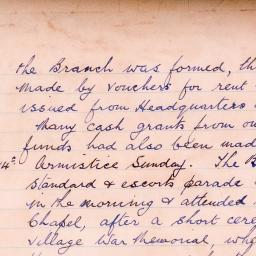 the Branch was formed, th
made by vouchers for rent
issued from Headquarters
Many cash grants from ou
funds had also been mad
4th Armistice Sunday. The B
Standard & escorts parade
in the morning & attended
Chapel, after a short cere
village War Memorial, whe